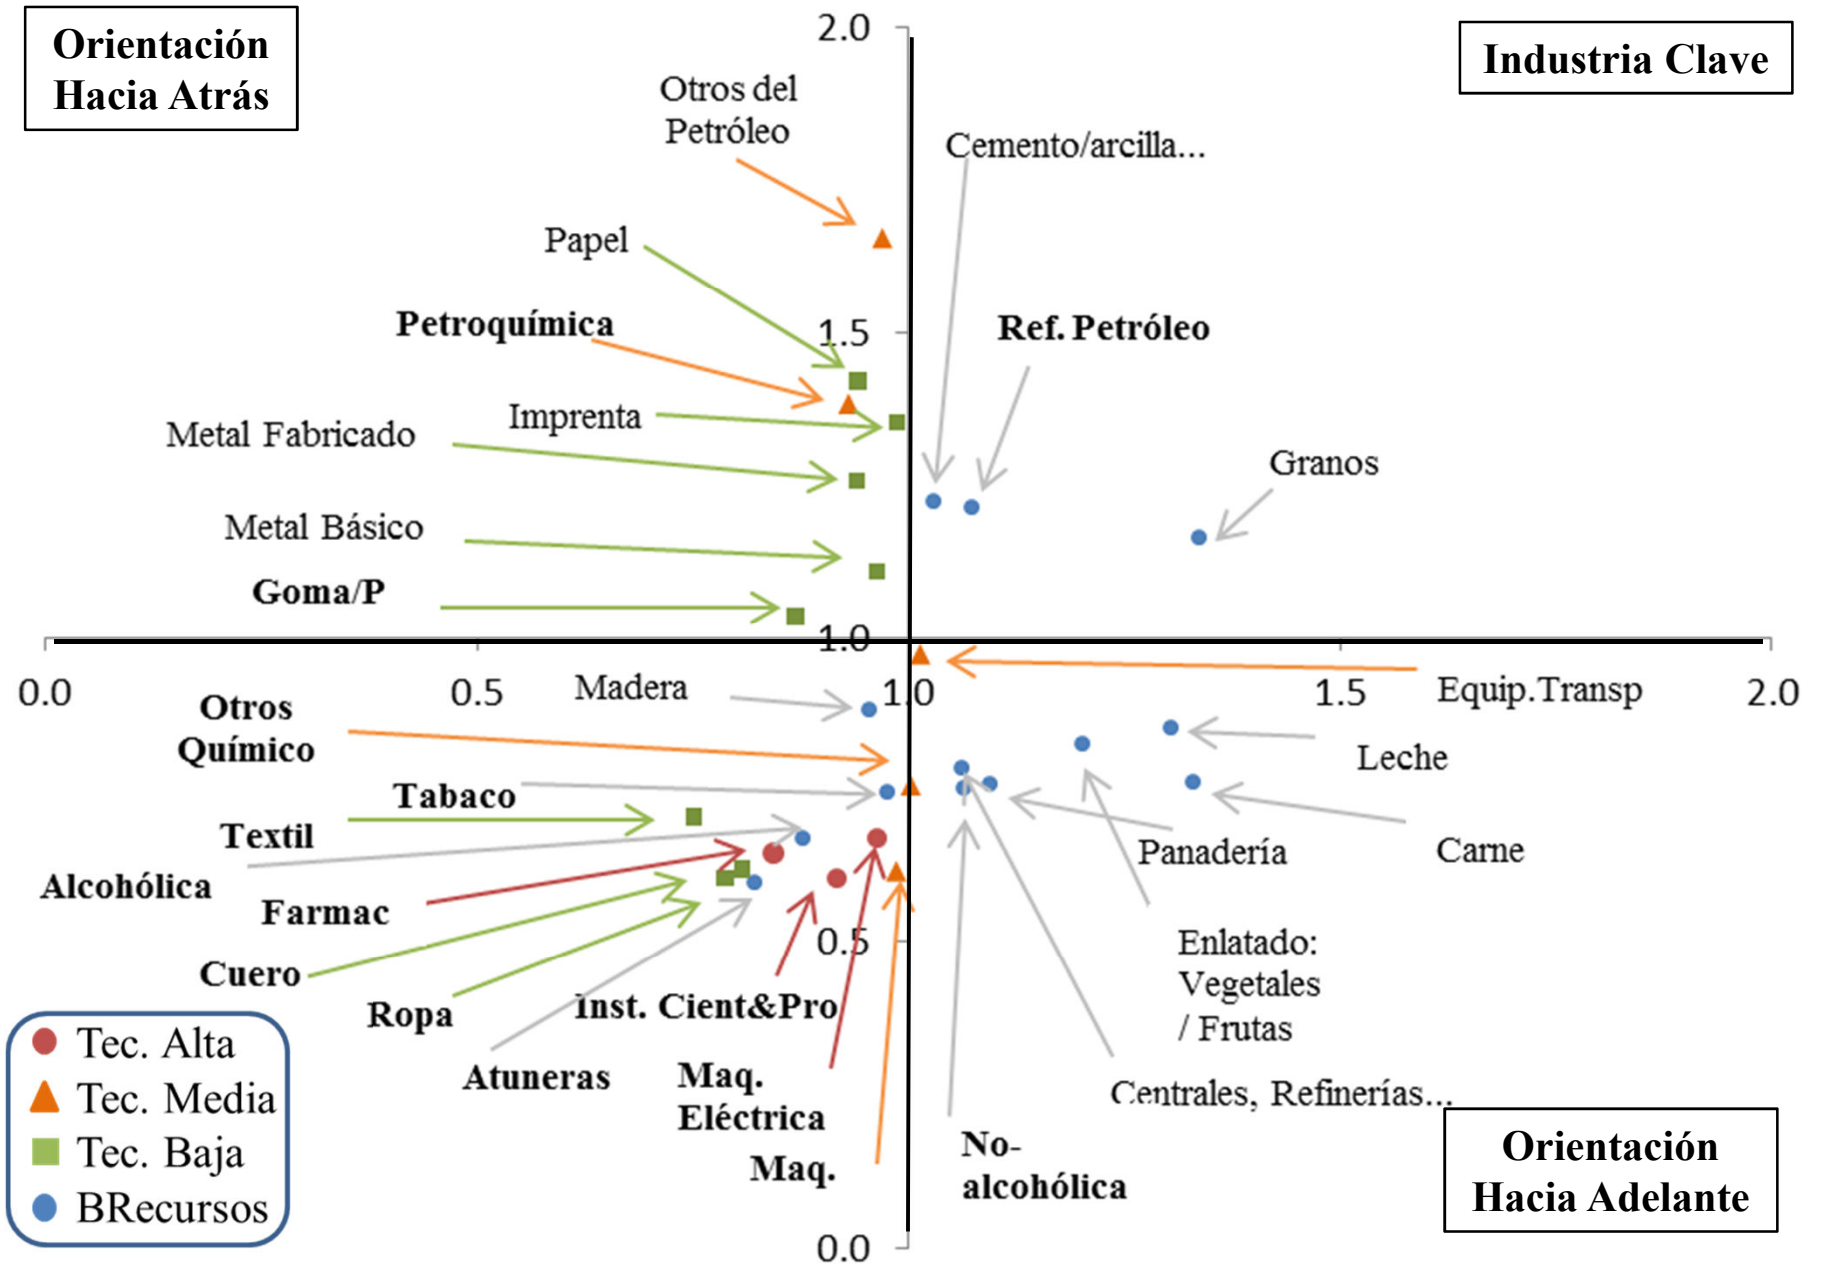 Orientación
Hacia Atrás
2.0
Industria Clave
Otros del
Petróleo
Cemento/arcilla...
Papel
Petroquímica
1.5
Ref. Petróleo
Imprenta
Metal Fabricado
Granos
Metal Básico
Goma/P
1.0
0.0
0.5
1.0
1.5
2.0
Madera
Equip.Transp
Otros
Químico
Leche
Tabaco
Textil
Panadería
Carne
Alcohólica
Farmac
0.5
Enlatado:
Vegetales
/ Frutas
Cuero
Ropa
Inst. Cient&Pro
Atuneras
Maq.
Eléctrica
Centrales, Refinerías...
Maq.
No-
alcohólica
Tec. Alta
Tec. Media
Tec. Baja
BRecursos
Orientación
Hacia Adelante
0.0